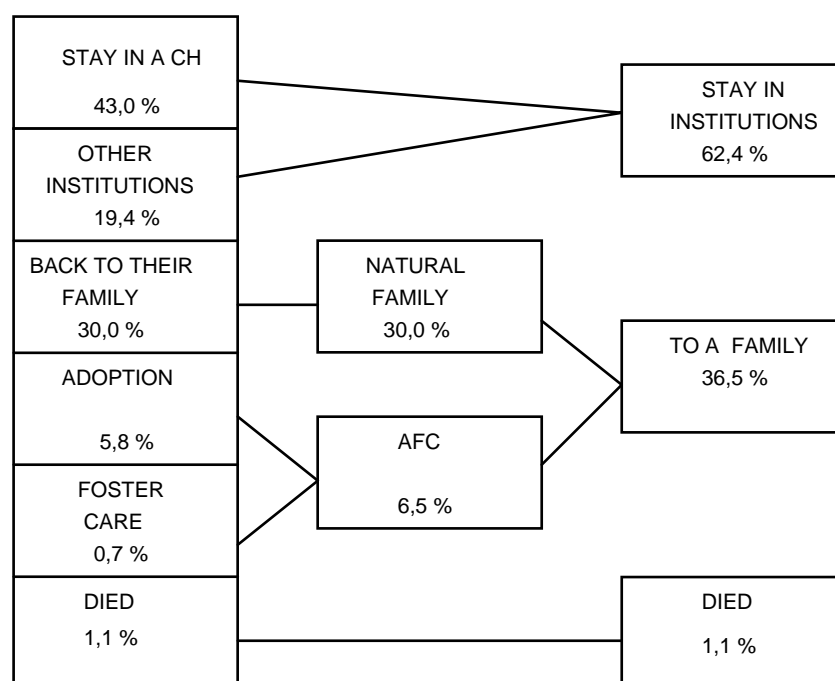 STAY IN A CH
43,0 %
OTHER
INSTITUTIONS
19,4 %
BACK TO THEIR
FAMILY
30,0 %
ADOPTION
5,8 %
FOSTER
CARE
0,7 %
DIED
1,1 %
NATURAL
FAMILY
30,0 %
AFC
6,5 %
STAY IN
INSTITUTIONS
62,4 %
TO A FAMILY
36,5 %
DIED
1,1 %